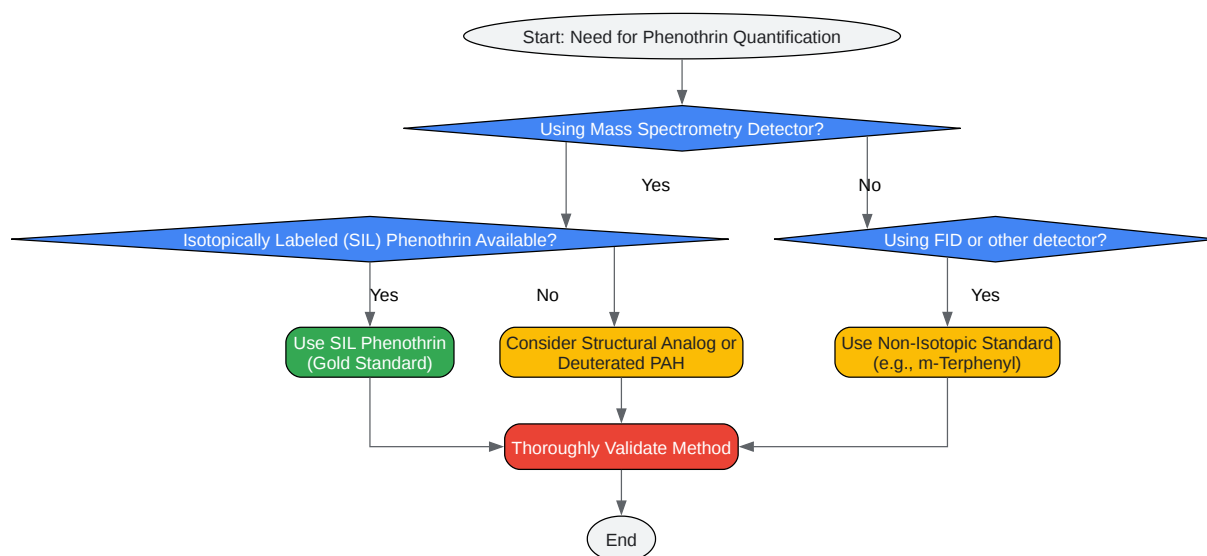 Start: Need for Phenothrin Quantification
Using Mass Spectrometry Detector?
Yes
No
Isotopically Labeled (SIL) Phenothrin Available?
Using FID or other detector?
Yes
No
Yes
Use SIL Phenothrin
(Gold Standard)
Consider Structural Analog or
Deuterated PAH
Use Non-Isotopic Standard
(e.g., m-Terphenyl)
Thoroughly Validate Method
End